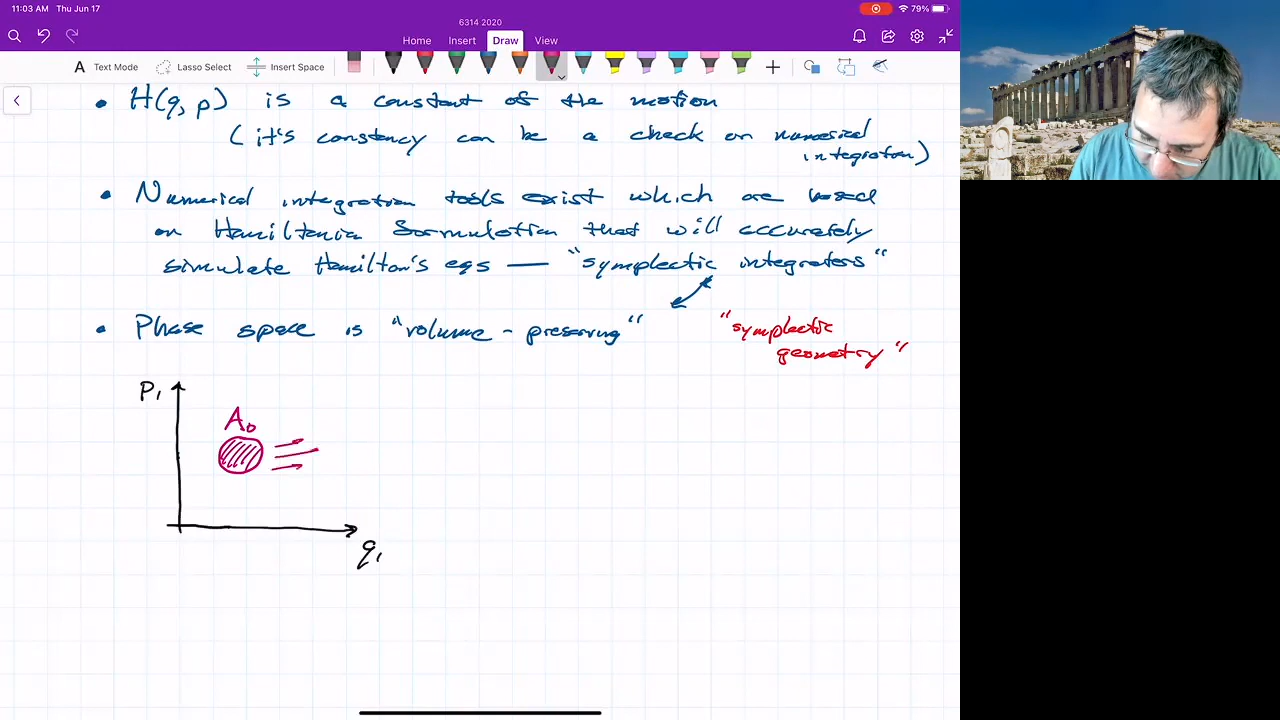 11:03 AM Thu Jun 17
79%
6314 2020
Home Insert Draw View
A Text Mode Lasso Select Insert Space
• H(q, p) is a constant of the motion
(it's constancy can be a check on numerical
integration)
• Numerical integration tools exist which are based
on Hamiltonia formulation that will accurately
simulate Hamilton's eqs — "symplectic integrators"
• Phase space is "volume-preserving"
"symplectic
geometry"
P₁
A₀
q₁